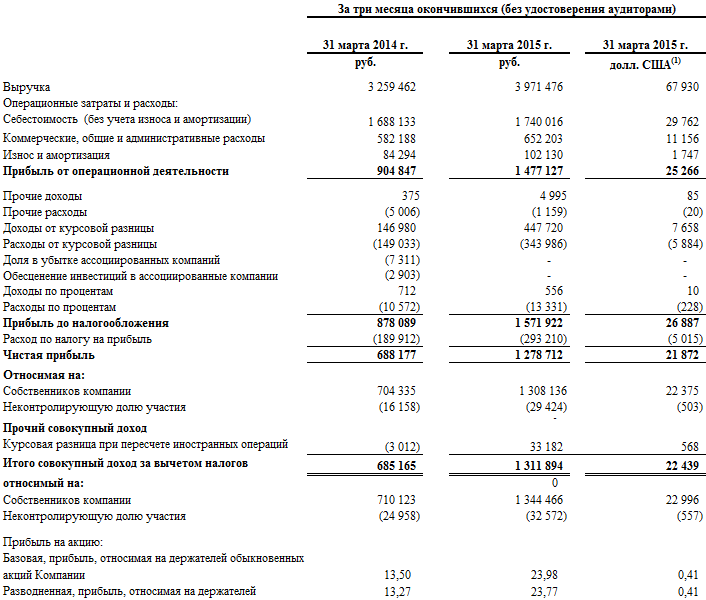 За три месяца окончившихся (без удостоверения аудиторами)
31 марта 2014 г. 31 марта 2015 г. 31 марта 2015 г.
руб. руб. долл. США(1)
Выручка 3 259 462 3 971 476 67 930
Операционные затраты и расходы:
Себестоимость (без учета износа и амортизации) 1 688 133 1 740 016 29 762
Коммерческие, общие и административные расходы 582 188 652 203 11 156
Износ и амортизация 84 294 102 130 1 747
Прибыль от операционной деятельности 904 847 1 477 127 25 266
Прочие доходы 375 4 995 85
Прочие расходы (5 006) (1 159) (20)
Доходы от курсовой разницы 146 980 447 720 7 658
Расходы от курсовой разницы (149 033) (343 986) (5 884)
Доля в убытке ассоциированных компаний (7 311) - -
Обесценение инвестиций в ассоциированные компании (2 903) - -
Доходы по процентам 712 556 10
Расходы по процентам (10 572) (13 331) (228)
Прибыль до налогообложения 878 089 1 571 922 26 887
Расход по налогу на прибыль (189 912) (293 210) (5 015)
Чистая прибыль 688 177 1 278 712 21 872
Относимая на:
Собственников компании 704 335 1 308 136 22 375
Неконтролирующую долю участия (16 158) (29 424) (503)
-
Прочий совокупный доход
Курсовая разница при пересчете иностранных операций (3 012) 33 182 568
Итого совокупный доход за вычетом налогов 685 165 1 311 894 22 439
относимый на: 0
Собственников компании 710 123 1 344 466 22 996
Неконтролирующую долю участия (24 958) (32 572) (557)
Прибыль на акцию:
Базовая, прибыль, относимая на держателей обыкновенных
акций Компании 13,50 23,98 0,41
Разводненная, прибыль, относимая на держателей 13,27 23,77 0,41